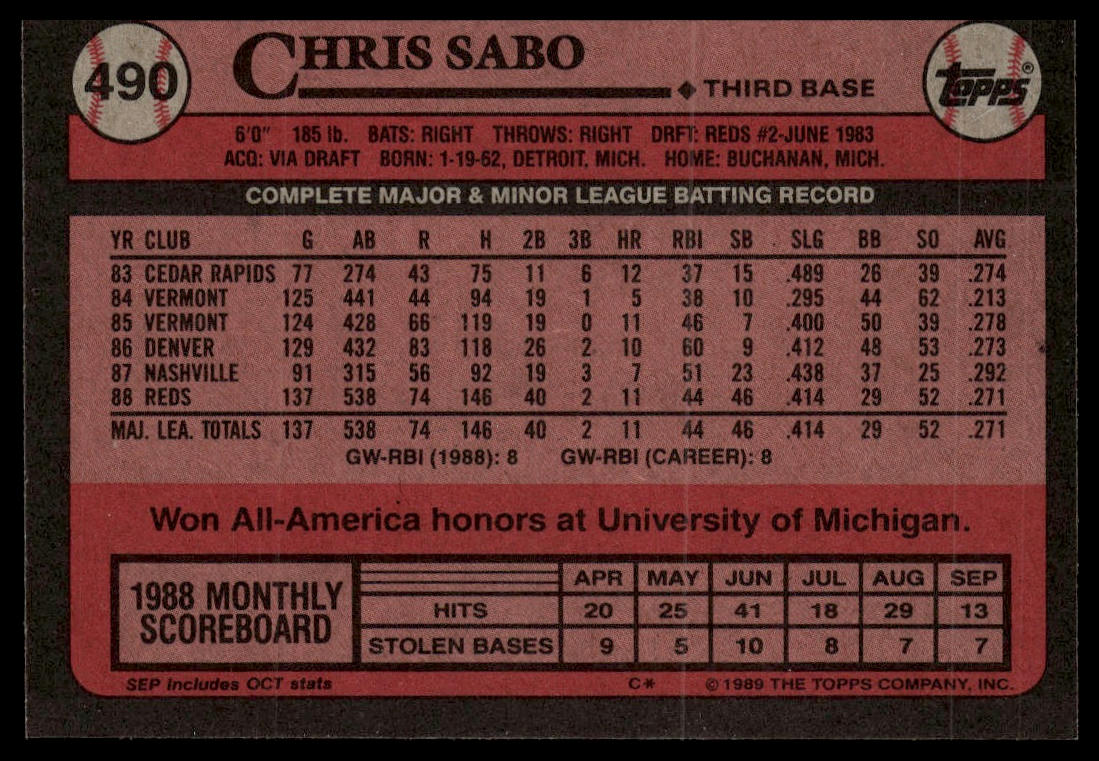 490
CHRIS SABO
◆ THIRD BASE
topps®
6'0" 185 lb. BATS: RIGHT THROWS: RIGHT DRFT: REDS #2-JUNE 1983
ACQ: VIA DRAFT BORN: 1-19-62, DETROIT, MICH. HOME: BUCHANAN, MICH.
COMPLETE MAJOR & MINOR LEAGUE BATTING RECORD
YR CLUB G AB R H 2B 3B HR RBI SB SLG BB SO AVG
83 CEDAR RAPIDS 77 274 43 75 11 6 12 37 15 .489 26 39 .274
84 VERMONT 125 441 44 94 19 1 5 38 10 .295 44 62 .213
85 VERMONT 124 428 66 119 19 0 11 46 7 .400 50 39 .278
86 DENVER 129 432 83 118 26 2 10 60 9 .412 48 53 .273
87 NASHVILLE 91 315 56 92 19 3 7 51 23 .438 37 25 .292
88 REDS 137 538 74 146 40 2 11 44 46 .414 29 52 .271
MAJ. LEA. TOTALS 137 538 74 146 40 2 11 44 46 .414 29 52 .271
GW-RBI (1988): 8 GW-RBI (CAREER): 8
Won All-America honors at University of Michigan.
1988 MONTHLY SCOREBOARD
APR MAY JUN JUL AUG SEP
HITS 20 25 41 18 29 13
STOLEN BASES 9 5 10 8 7 7
SEP includes OCT stats C* © 1989 THE TOPPS COMPANY, INC.